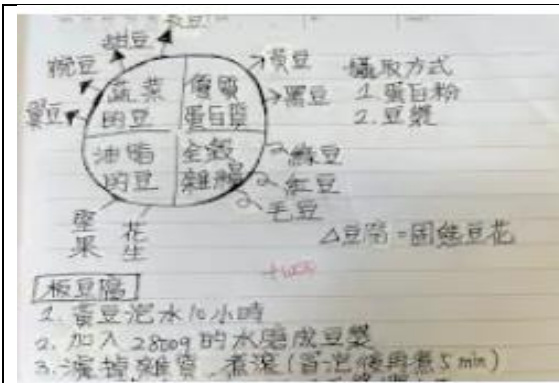 甜豆
豌豆
蔬菜
的豆
優質
蛋白質
黃豆
黑豆
攝取方式
1. 蛋白粉
2. 豆漿
油脂
的豆
全穀
雜糧
綠豆
紅豆
毛豆
堅果
花生
△豆腐=固態豆花
板豆腐
1. 黃豆泡水10小時
2. 加入2800g的水磨成豆漿
3. 濾掉雜質,煮滾(冒泡後再煮5min)